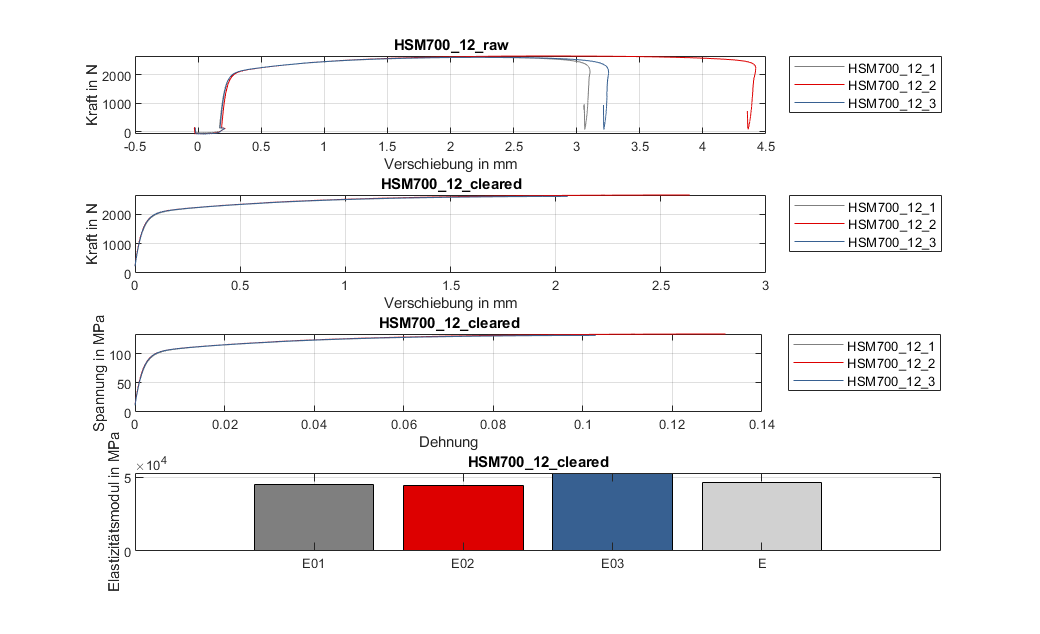 HSM700_12_raw
Kraft in N
2000
1000
0
-0.5 0 0.5 1 1.5 2 2.5 3 3.5 4 4.5
Verschiebung in mm
HSM700_12_1
HSM700_12_2
HSM700_12_3
HSM700_12_cleared
Kraft in N
2000
1000
0
0 0.5 1 1.5 2 2.5 3
Verschiebung in mm
HSM700_12_1
HSM700_12_2
HSM700_12_3
HSM700_12_cleared
Spannung in MPa
100
50
0
0 0.02 0.04 0.06 0.08 0.1 0.12 0.14
Dehnung
HSM700_12_1
HSM700_12_2
HSM700_12_3
HSM700_12_cleared
Elastizitätsmodul in MPa
×10⁴
5
0
E01 E02 E03 E